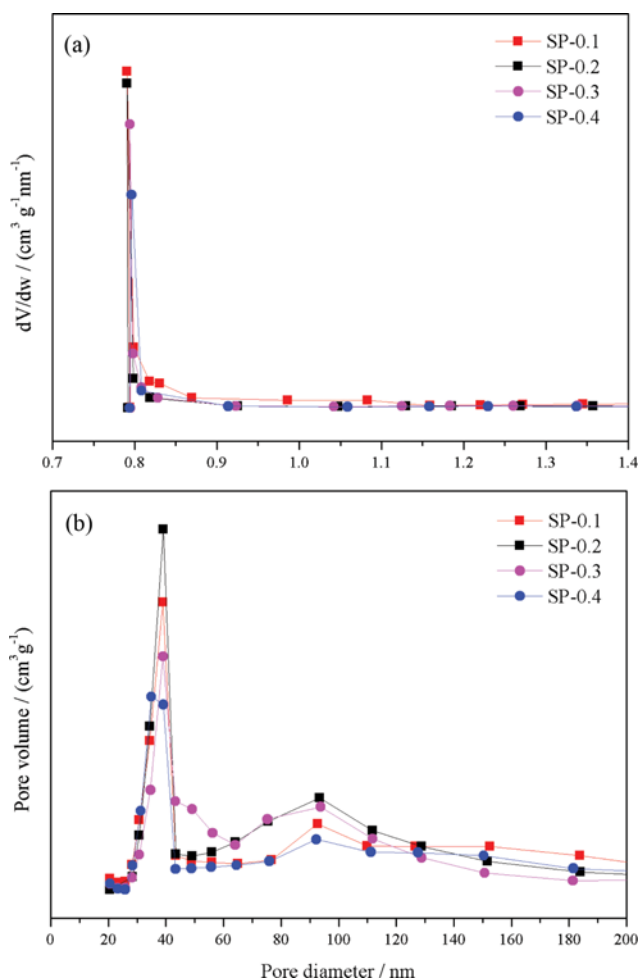 (a)
SP-0.1
SP-0.2
SP-0.3
SP-0.4
dV/dw / (cm³ g⁻¹nm⁻¹)
0.7 0.8 0.9 1.0 1.1 1.2 1.3 1.4
(b)
SP-0.1
SP-0.2
SP-0.3
SP-0.4
Pore volume / (cm³g⁻¹)
0 20 40 60 80 100 120 140 160 180 200
Pore diameter / nm